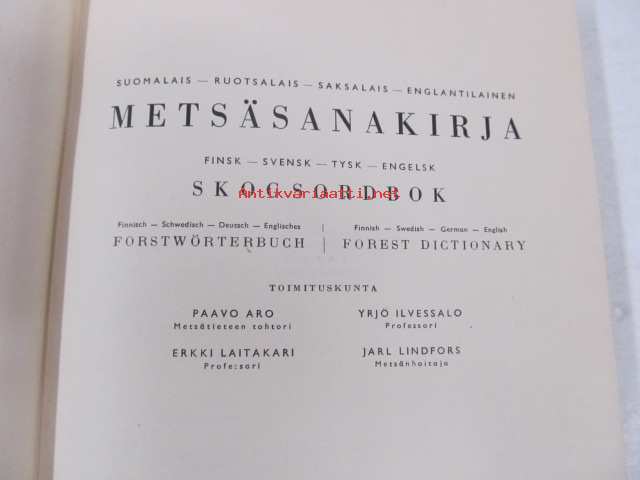 SUOMALAIS — RUOTSALAIS — SAKSALAIS — ENGLANTILAINEN
METSÄSANAKIRJA
FINSK — SVENSK — TYSK — ENGELSK
SKOGSORDBOK
Antikvariaatti.net
Finnisch — Schwedisch — Deutsch — Englisches | Finnish — Swedish — German — English
FORSTWÖRTERBUCH | FOREST DICTIONARY
TOIMITUSKUNTA
PAAVO ARO YRJÖ ILVESSALO
Metsätieteen tohtori Professori
ERKKI LAITAKARI JARL LINDFORS
Professori Metsänhoitaja